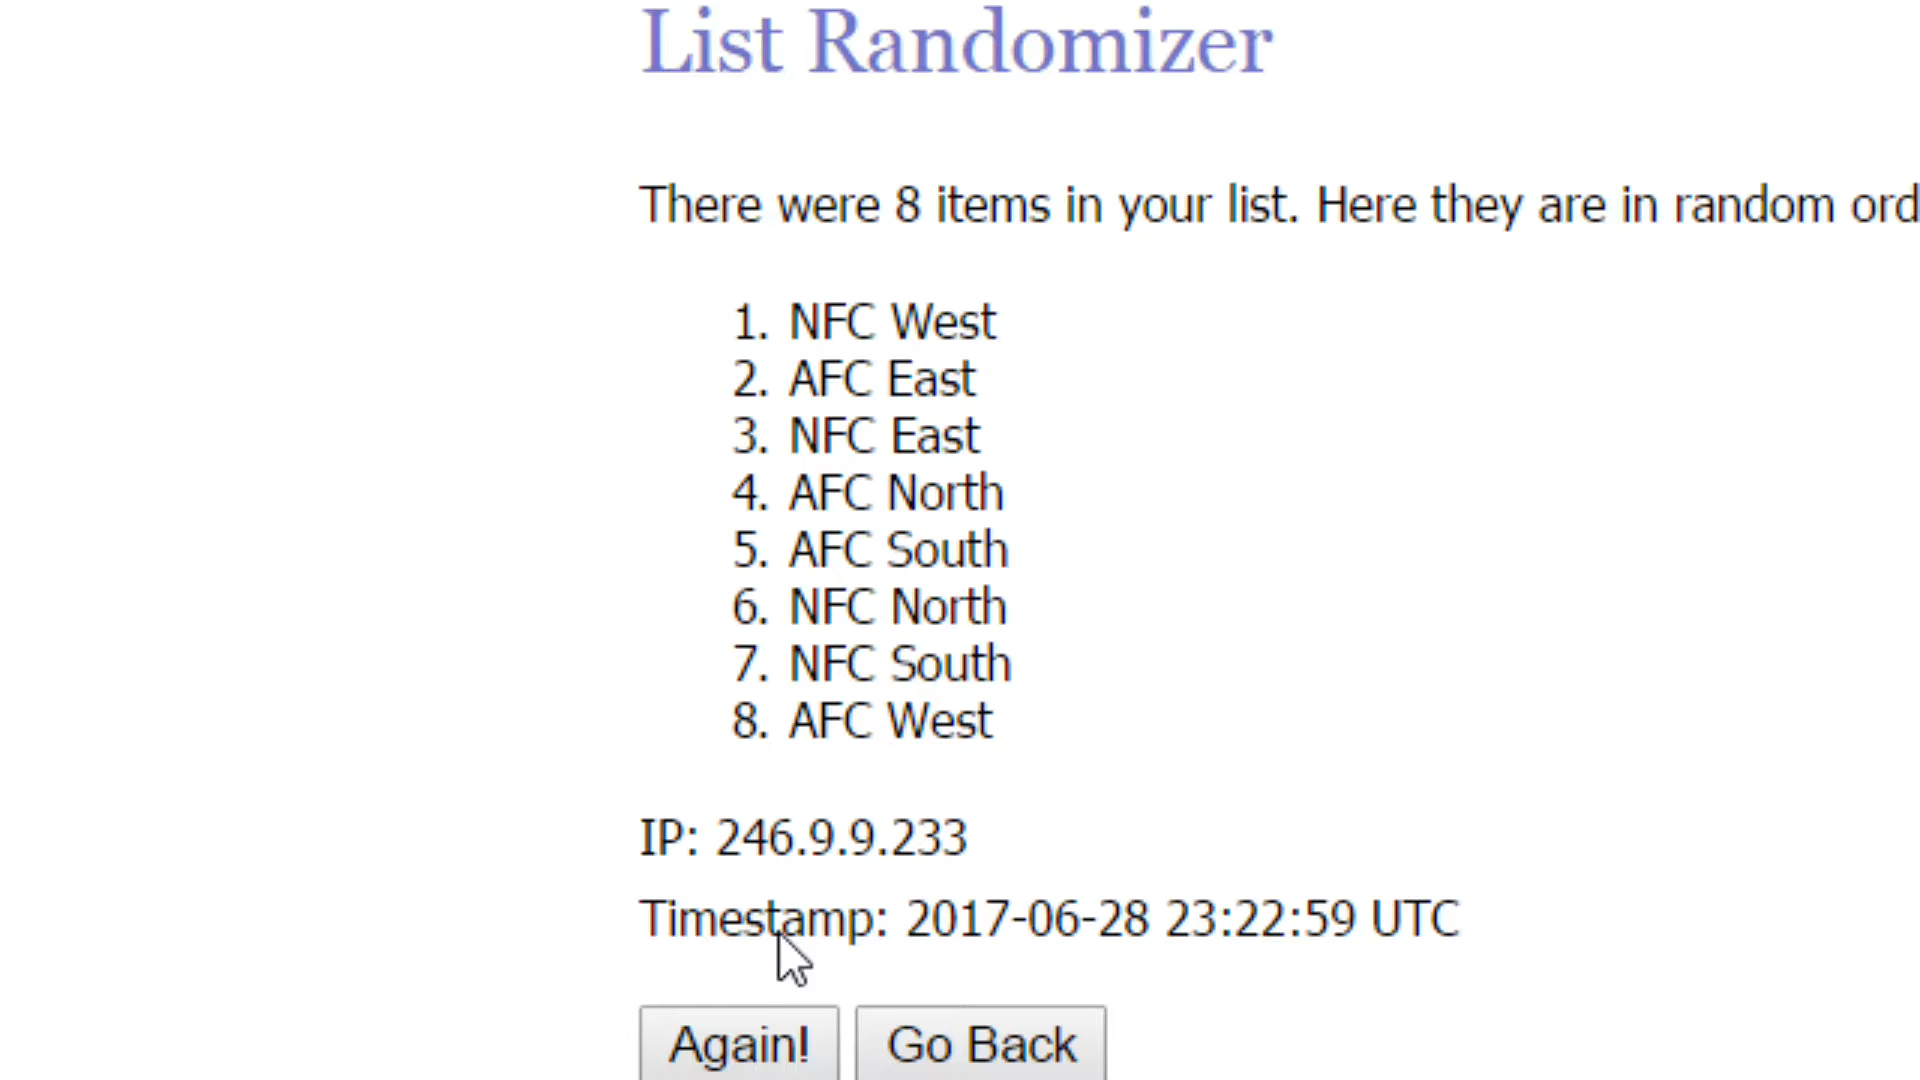 List Randomizer
There were 8 items in your list. Here they are in random ord
1. NFC West
2. AFC East
3. NFC East
4. AFC North
5. AFC South
6. NFC North
7. NFC South
8. AFC West
IP: 246.9.9.233
Timestamp: 2017-06-28 23:22:59 UTC
Again! Go Back